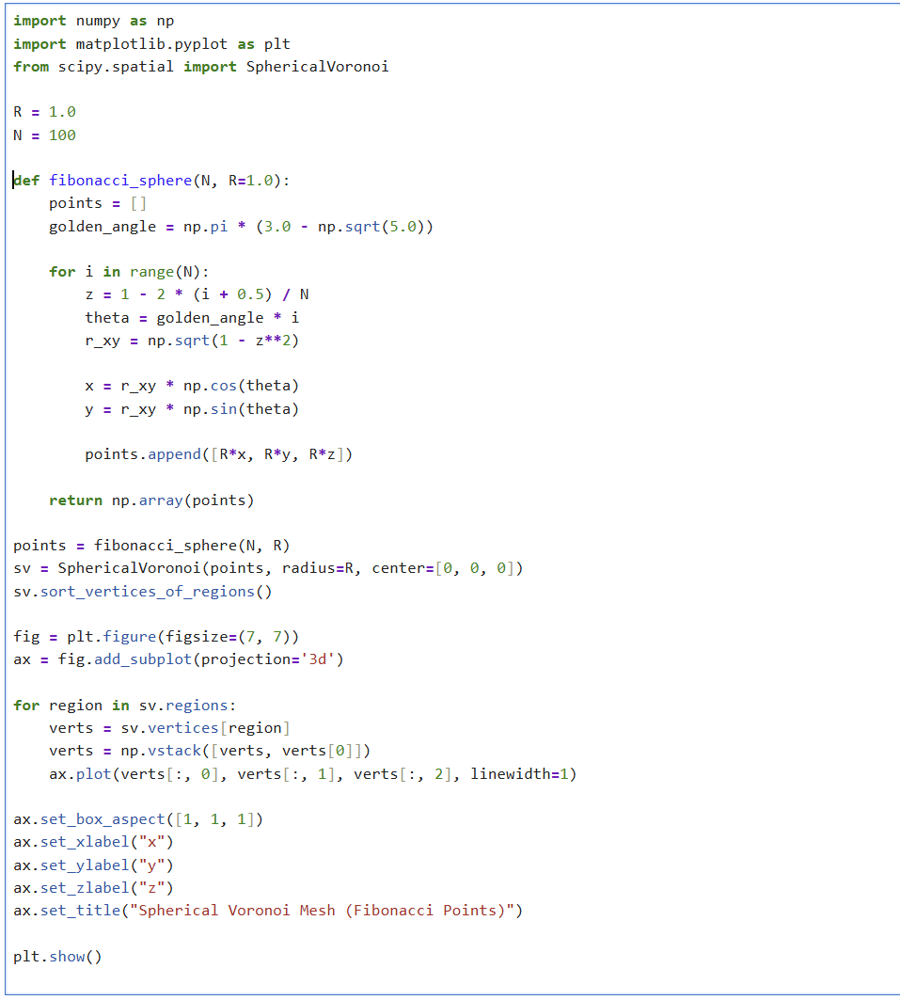 import numpy as np
import matplotlib.pyplot as plt
from scipy.spatial import SphericalVoronoi

R = 1.0
N = 100

def fibonacci_sphere(N, R=1.0):
    points = []
    golden_angle = np.pi * (3.0 - np.sqrt(5.0))

    for i in range(N):
        z = 1 - 2 * (i + 0.5) / N
        theta = golden_angle * i
        r_xy = np.sqrt(1 - z**2)

        x = r_xy * np.cos(theta)
        y = r_xy * np.sin(theta)

        points.append([R*x, R*y, R*z])

    return np.array(points)

points = fibonacci_sphere(N, R)
sv = SphericalVoronoi(points, radius=R, center=[0, 0, 0])
sv.sort_vertices_of_regions()

fig = plt.figure(figsize=(7, 7))
ax = fig.add_subplot(projection='3d')

for region in sv.regions:
    verts = sv.vertices[region]
    verts = np.vstack([verts, verts[0]])
    ax.plot(verts[:, 0], verts[:, 1], verts[:, 2], linewidth=1)

ax.set_box_aspect([1, 1, 1])
ax.set_xlabel("x")
ax.set_ylabel("y")
ax.set_zlabel("z")
ax.set_title("Spherical Voronoi Mesh (Fibonacci Points)")

plt.show()